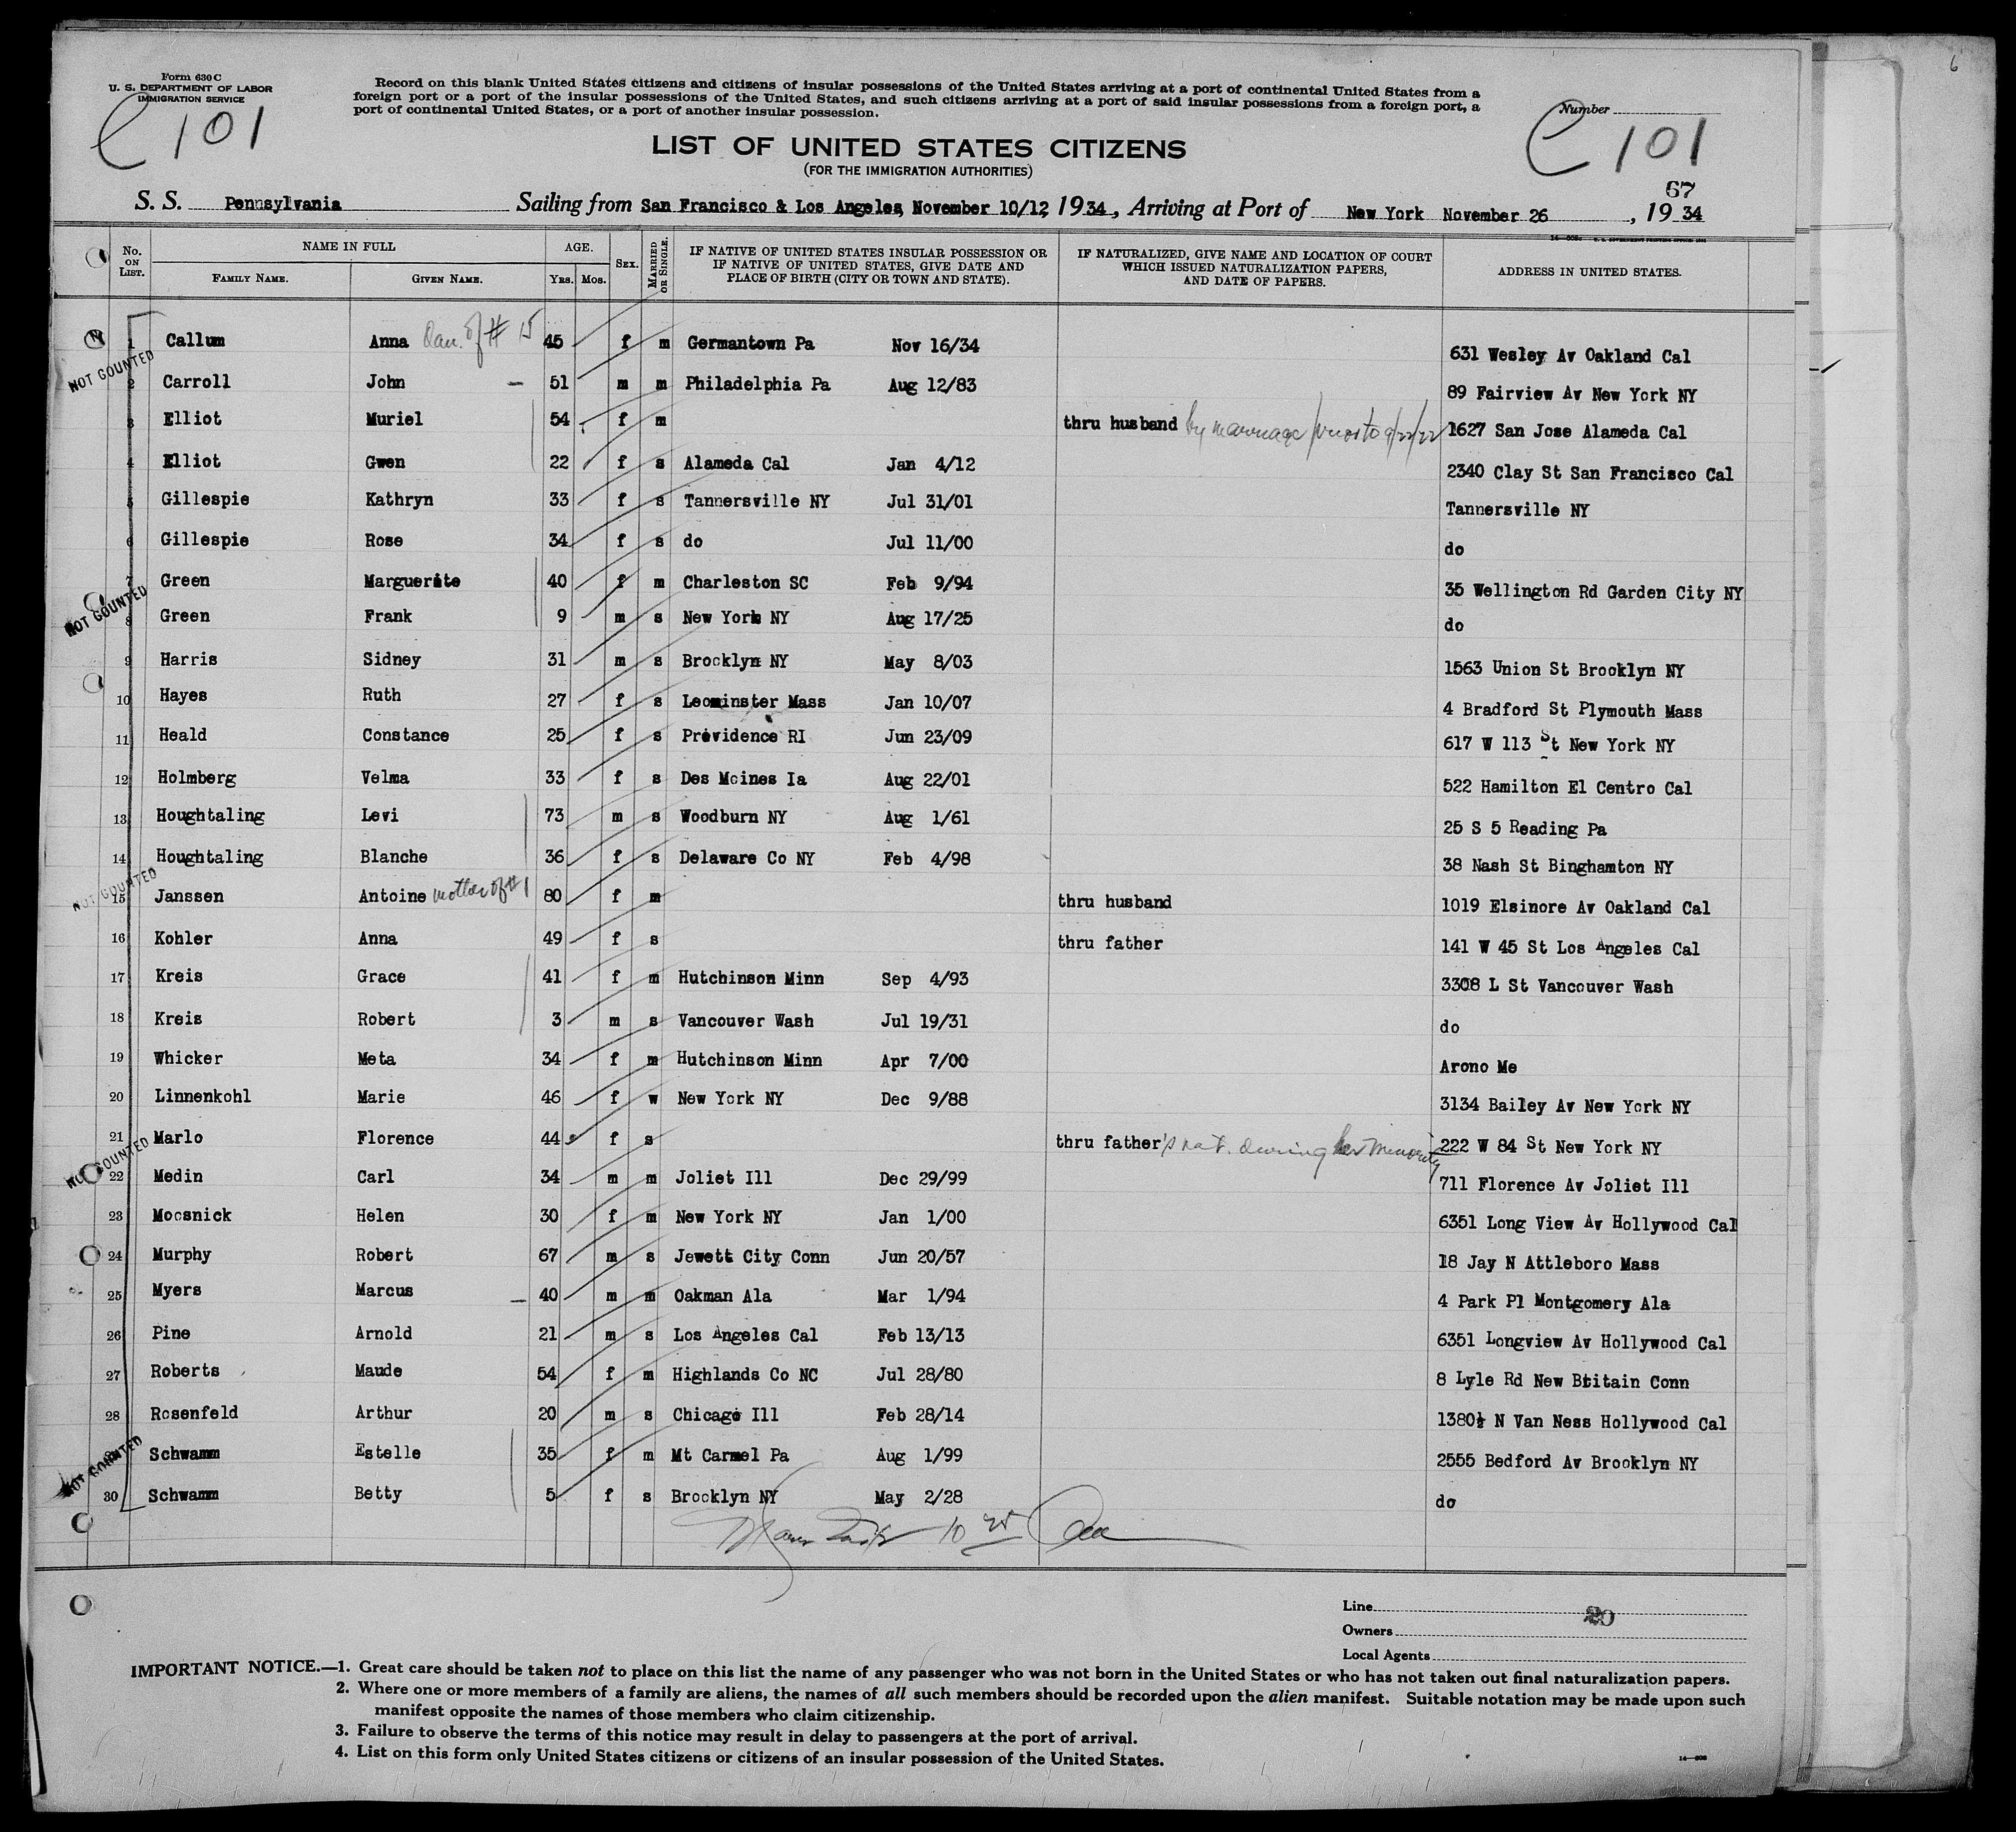 6
Form 630 C
U. S. DEPARTMENT OF LABOR
IMMIGRATION SERVICE
C 101
Record on this blank United States citizens and citizens of insular possessions of the United States arriving at a port of continental United States from a
foreign port or a port of the insular possessions of the United States, and such citizens arriving at a port of said insular possessions from a foreign port, a
port of continental United States, or a port of another insular possession.
Number
C 101
LIST OF UNITED STATES CITIZENS
(FOR THE IMMIGRATION AUTHORITIES)
67
S. S. Pennsylvania Sailing from San Francisco & Los Angeles, November 10/12, 1934, Arriving at Port of New York November 26, 1934
No. ON LIST. NAME IN FULL FAMILY NAME. GIVEN NAME. AGE. YRS. MOS. SEX. MARRIED OR SINGLE. IF NATIVE OF UNITED STATES INSULAR POSSESSION OR IF NATIVE OF UNITED STATES, GIVE DATE AND PLACE OF BIRTH (CITY OR TOWN AND STATE). IF NATURALIZED, GIVE NAME AND LOCATION OF COURT WHICH ISSUED NATURALIZATION PAPERS, AND DATE OF PAPERS. ADDRESS IN UNITED STATES.
N 1 Callum Anna Dau. of # 15 45 f m Germantown Pa Nov 16/34 631 Wesley Av Oakland Cal
NOT COUNTED
2 Carroll John — 51 m m Philadelphia Pa Aug 12/83 89 Fairview Av New York NY
3 Elliot Muriel 54 f m thru husband by marriage prior to 9/22/22 1627 San Jose Alameda Cal
4 Elliot Gwen 22 f s Alameda Cal Jan 4/12 2340 Clay St San Francisco Cal
5 Gillespie Kathryn 33 f s Tannersville NY Jul 31/01 Tannersville NY
6 Gillespie Rose 34 f s do Jul 11/00 do
7 Green Marguerite 40 f m Charleston SC Feb 9/94 35 Wellington Rd Garden City NY
NOT COUNTED
8 Green Frank 9 m s New York NY Aug 17/25 do
9 Harris Sidney 31 m s Brooklyn NY May 8/03 1563 Union St Brooklyn NY
10 Hayes Ruth 27 f s Leominster Mass Jan 10/07 4 Bradford St Plymouth Mass
11 Heald Constance 25 f s Providence RI Jun 23/09 617 W 113 St New York NY
12 Holmberg Velma 33 f s Des Moines Ia Aug 22/01 522 Hamilton El Centro Cal
13 Houghtaling Levi 73 m s Woodburn NY Aug 1/61 25 S 5 Reading Pa
14 Houghtaling Blanche 36 f s Delaware Co NY Feb 4/98 38 Nash St Binghamton NY
NOT COUNTED
15 Janssen Antoine mother of #1 80 f m thru husband 1019 Elsinore Av Oakland Cal
16 Kohler Anna 49 f s thru father 141 W 45 St Los Angeles Cal
17 Kreis Grace 41 f m Hutchinson Minn Sep 4/93 3308 L St Vancouver Wash
18 Kreis Robert 3 m s Vancouver Wash Jul 19/31 do
19 Whicker Meta 34 f m Hutchinson Minn Apr 7/00 Arono Me
20 Linnenkohl Marie 46 f w New York NY Dec 9/88 3134 Bailey Av New York NY
21 Marlo Florence 44 f s thru father's nat. during her minority 222 W 84 St New York NY
NOT COUNTED
22 Medin Carl 34 m m Joliet Ill Dec 29/99 711 Florence Av Joliet Ill
23 Moosnick Helen 30 f m New York NY Jan 1/00 6351 Long View Av Hollywood Cal
24 Murphy Robert 67 m s Jewett City Conn Jun 20/57 18 Jay N Attleboro Mass
25 Myers Marcus — 40 m m Oakman Ala Mar 1/94 4 Park Pl Montgomery Ala
26 Pine Arnold 21 m s Los Angeles Cal Feb 13/13 6351 Longview Av Hollywood Cal
27 Roberts Maude 54 f m Highlands Co NC Jul 28/80 8 Lyle Rd New Britain Conn
28 Rosenfeld Arthur 20 m s Chicago Ill Feb 28/14 1380½ N Van Ness Hollywood Cal
NOT COUNTED
Schwamm Estelle 35 f m Mt Carmel Pa Aug 1/99 2555 Bedford Av Brooklyn NY
30 Schwamm Betty 5 f s Brooklyn NY May 2/28 do
Line 20
Owners
Local Agents
IMPORTANT NOTICE.—1. Great care should be taken not to place on this list the name of any passenger who was not born in the United States or who has not taken out final naturalization papers.
2. Where one or more members of a family are aliens, the names of all such members should be recorded upon the alien manifest. Suitable notation may be made upon such
manifest opposite the names of those members who claim citizenship.
3. Failure to observe the terms of this notice may result in delay to passengers at the port of arrival.
4. List on this form only United States citizens or citizens of an insular possession of the United States.